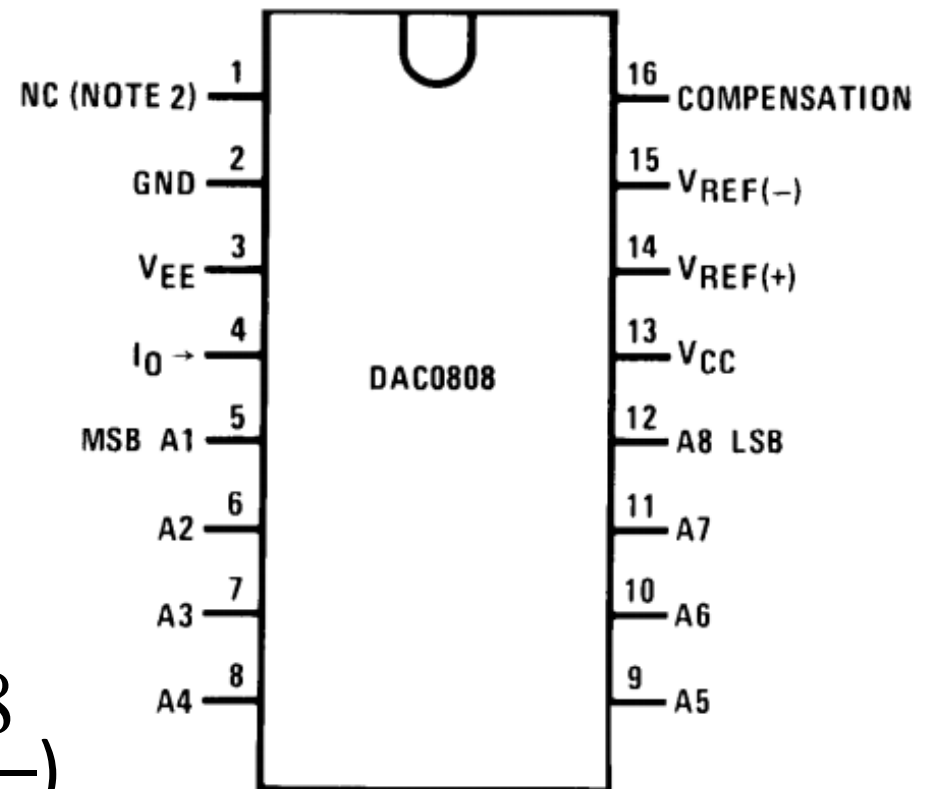 1 16
NC (NOTE 2) COMPENSATION
2 15
GND VREF(−)
3 14
VEE VREF(+)
4 13
IO → VCC
DAC0808
5 12
MSB A1 A8 LSB
6 11
A2 A7
7 10
A3 A6
8 9
A4 A5
8
)